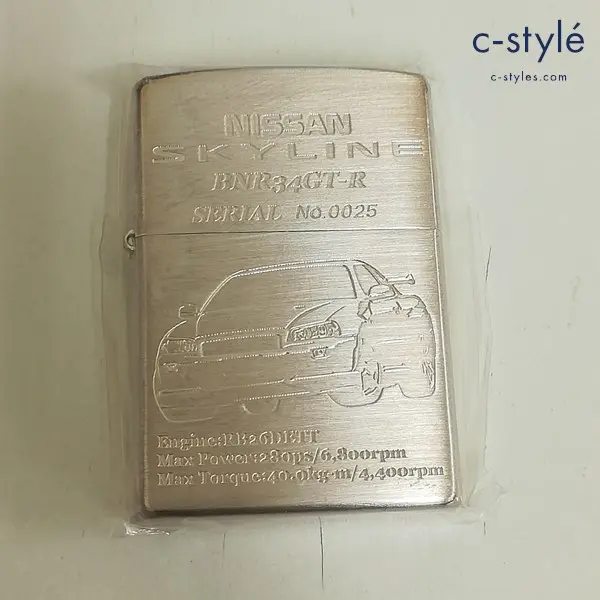 c-stylé
c-styles.com
NISSAN
SKYLINE
BNR34GT-R
SERIAL No.0025
Engine:RB26DETT
Max Power:280ps/6,800rpm
Max Torque:40.0kg-m/4,400rpm